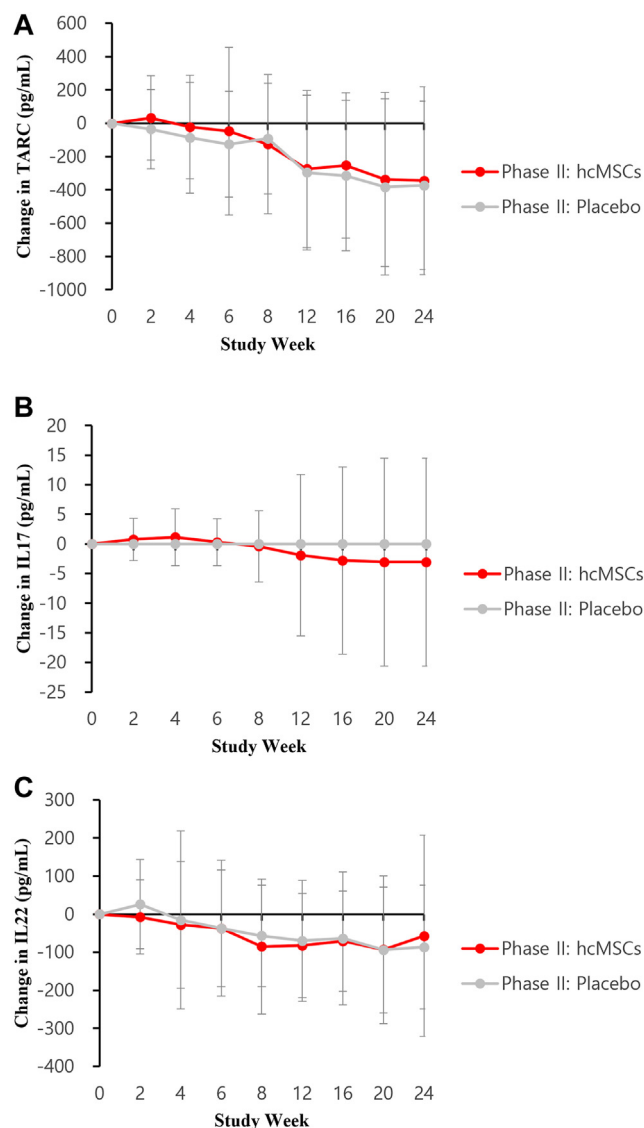 A
Change in TARC (pg/mL)
600
400
200
0
-200
-400
-600
-800
-1000
0 2 4 6 8 12 16 20 24
Study Week
Phase II: hcMSCs
Phase II: Placebo
B
Change in IL17 (pg/mL)
20
15
10
5
0
-5
-10
-15
-20
-25
0 2 4 6 8 12 16 20 24
Study Week
Phase II: hcMSCs
Phase II: Placebo
C
Change in IL22 (pg/mL)
300
200
100
0
-100
-200
-300
-400
0 2 4 6 8 12 16 20 24
Study Week
Phase II: hcMSCs
Phase II: Placebo